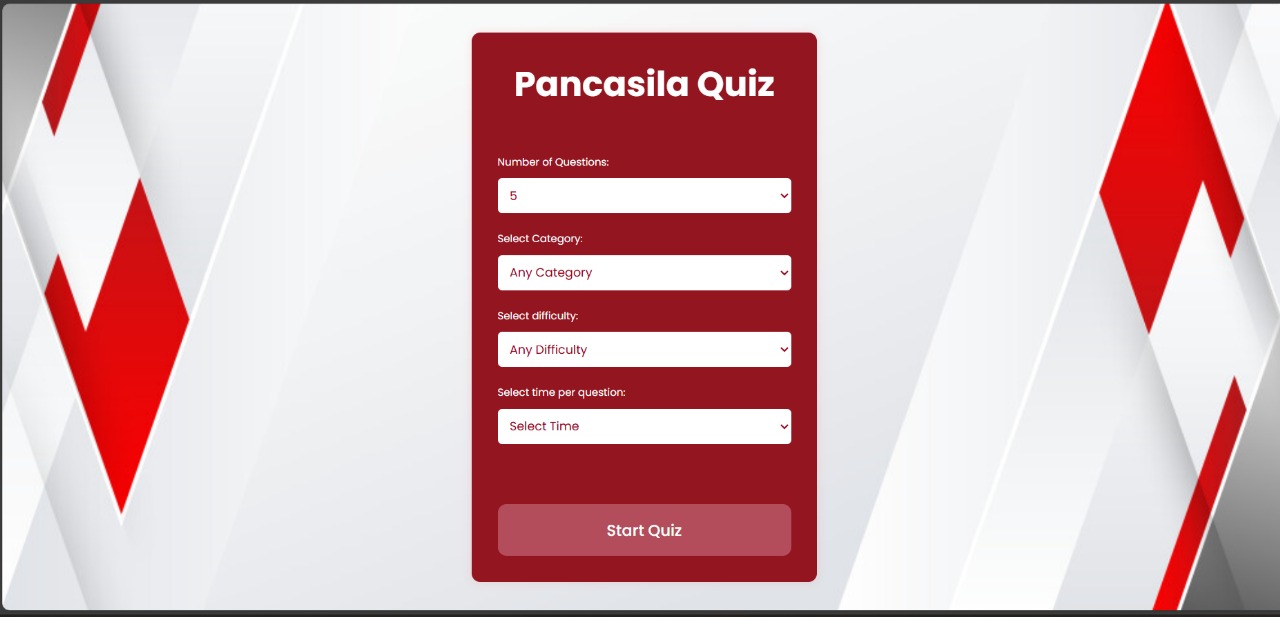 Pancasila Quiz
Number of Questions:
5
Select Category:
Any Category
Select difficulty:
Any Difficulty
Select time per question:
Select Time
Start Quiz